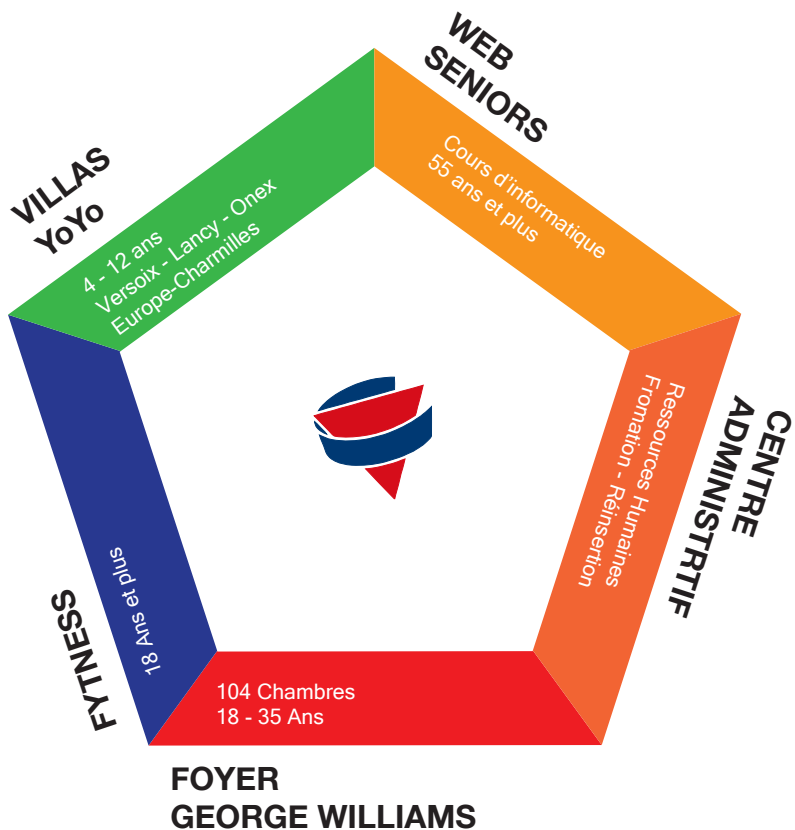 WEB
SENIORS
Cours d'informatique
55 ans et plus
VILLAS
YoYo
4 - 12 ans
Versoix - Lancy - Onex
Europe-Charmilles
CENTRE
ADMINISTRTIF
Ressources Humaines
Fromation - Réinsertion
FYTNESS
18 Ans et plus
104 Chambres
18 - 35 Ans
FOYER
GEORGE WILLIAMS